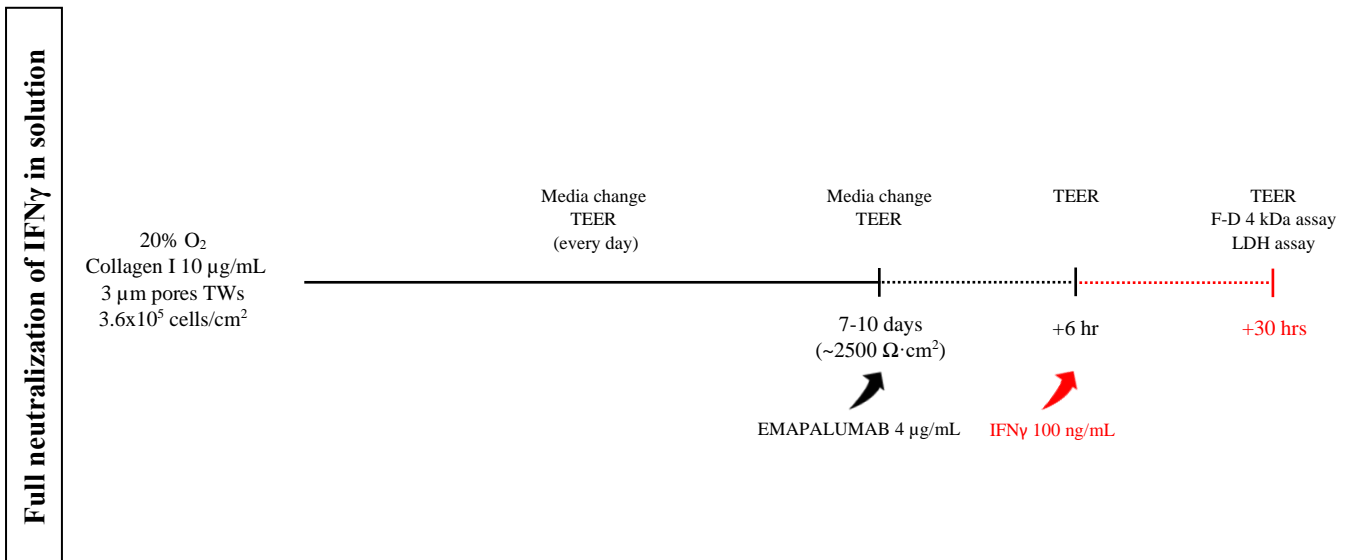 Full neutralization of IFNγ in solution
20% O₂
Collagen I 10 µg/mL
3 µm pores TWs
3.6x10⁵ cells/cm²
Media change
TEER
(every day)
Media change
TEER
7-10 days
(~2500 Ω·cm²)
EMAPALUMAB 4 µg/mL
TEER
+6 hr
IFNγ 100 ng/mL
TEER
F-D 4 kDa assay
LDH assay
+30 hrs